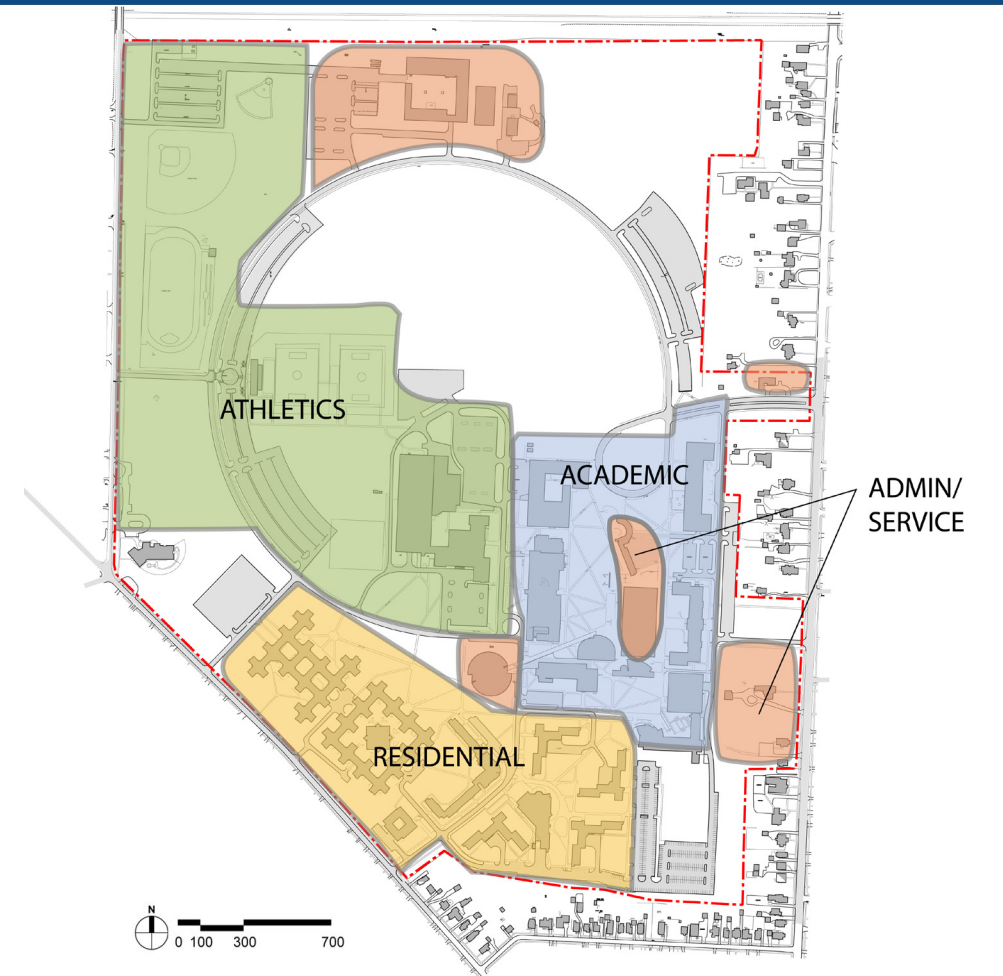 ATHLETICS
ACADEMIC
ADMIN/
SERVICE
RESIDENTIAL
N
0 100 300 700